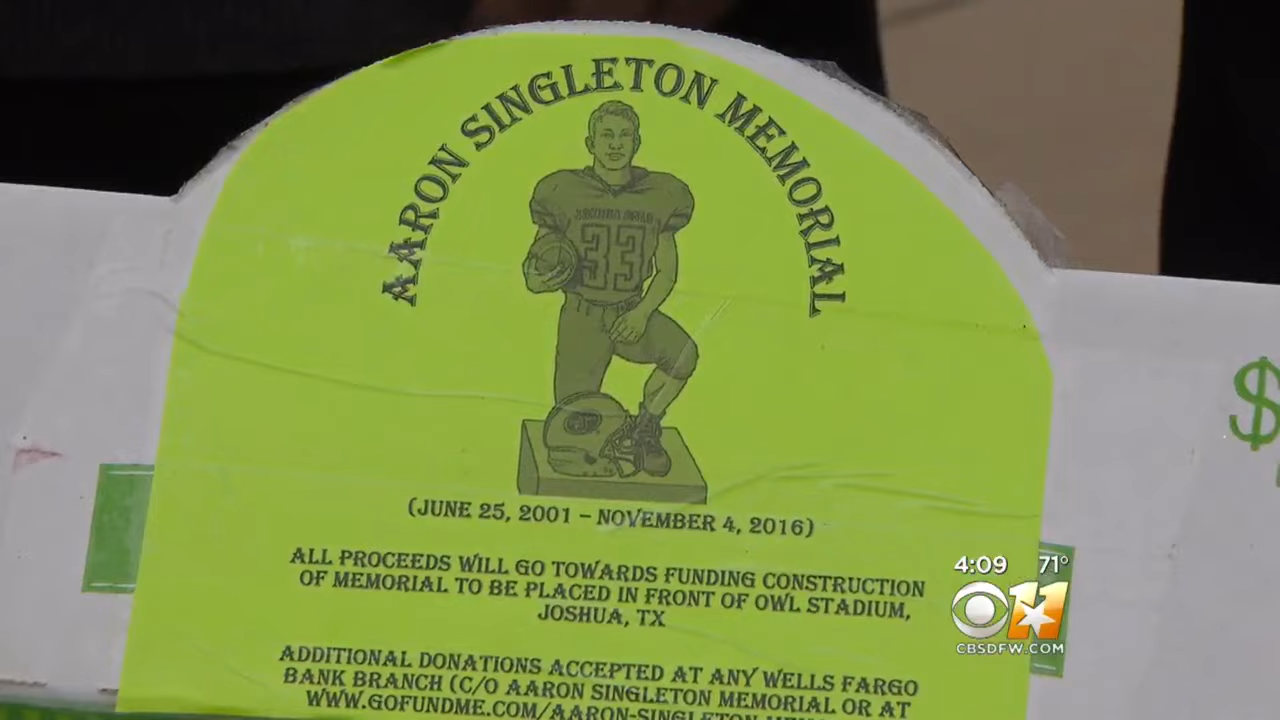 AARON SINGLETON MEMORIAL
33
(JUNE 25, 2001 – NOVEMBER 4, 2016)
ALL PROCEEDS WILL GO TOWARDS FUNDING CONSTRUCTION
OF MEMORIAL TO BE PLACED IN FRONT OF OWL STADIUM,
JOSHUA, TX
ADDITIONAL DONATIONS ACCEPTED AT ANY WELLS FARGO
BANK BRANCH (C/O AARON SINGLETON MEMORIAL OR AT
$
4:09 71°
11
CBSDFW.COM